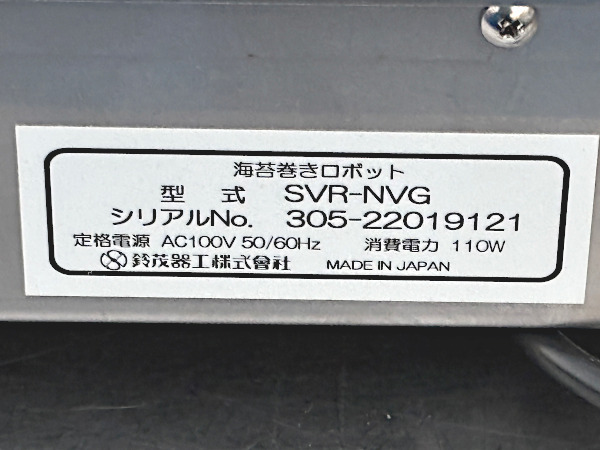 海苔巻きロボット
型 式 SVR-NVG
シリアルNo. 305-22019121
定格電源 AC100V 50/60Hz 消費電力 110W
鈴茂器工株式會社 MADE IN JAPAN